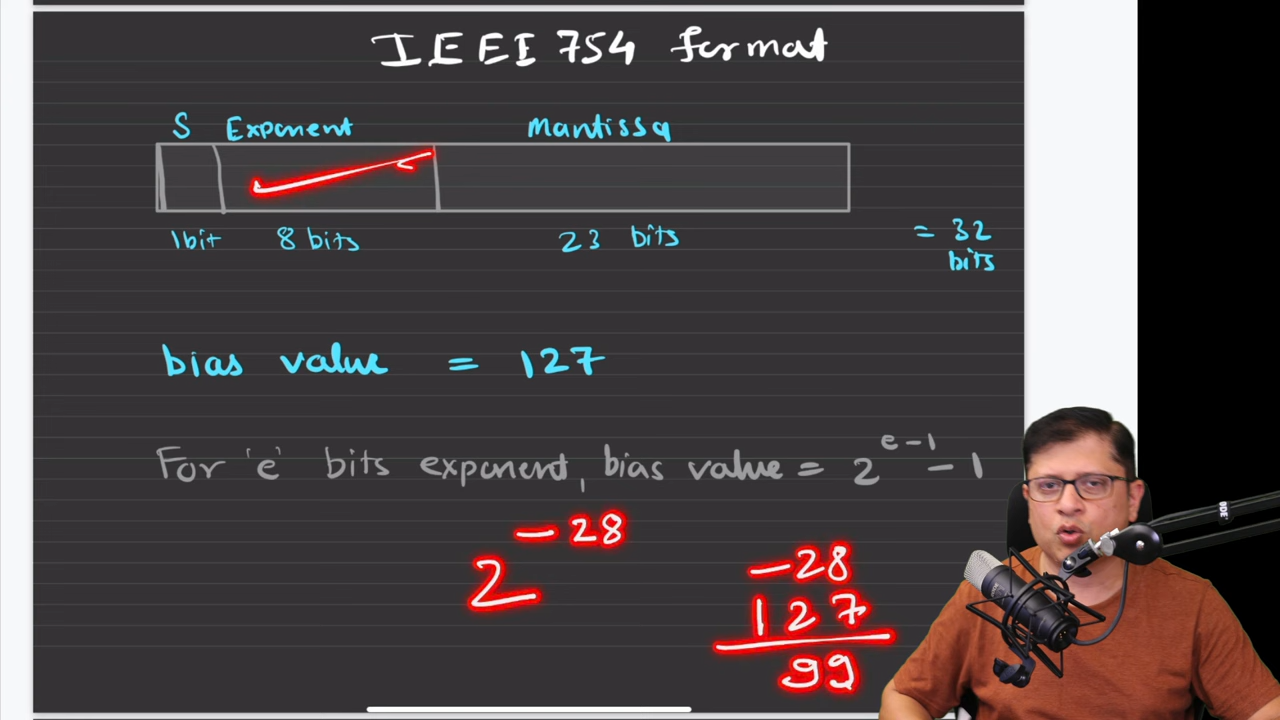 IEEI 754 format
S Exponent Mantissa
1bit 8 bits 23 bits = 32 bits
bias value = 127
For 'e' bits exponent, bias value = 2^e-1 - 1
2^-28
-28
127
99